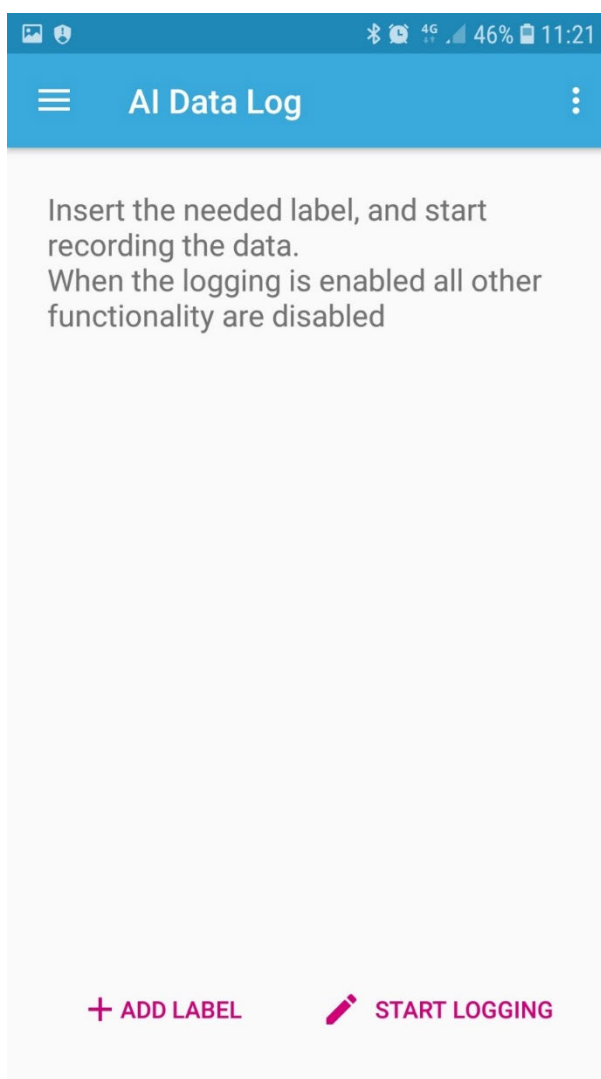 4G 46% 11:21
AI Data Log
Insert the needed label, and start
recording the data.
When the logging is enabled all other
functionality are disabled
+ ADD LABEL START LOGGING